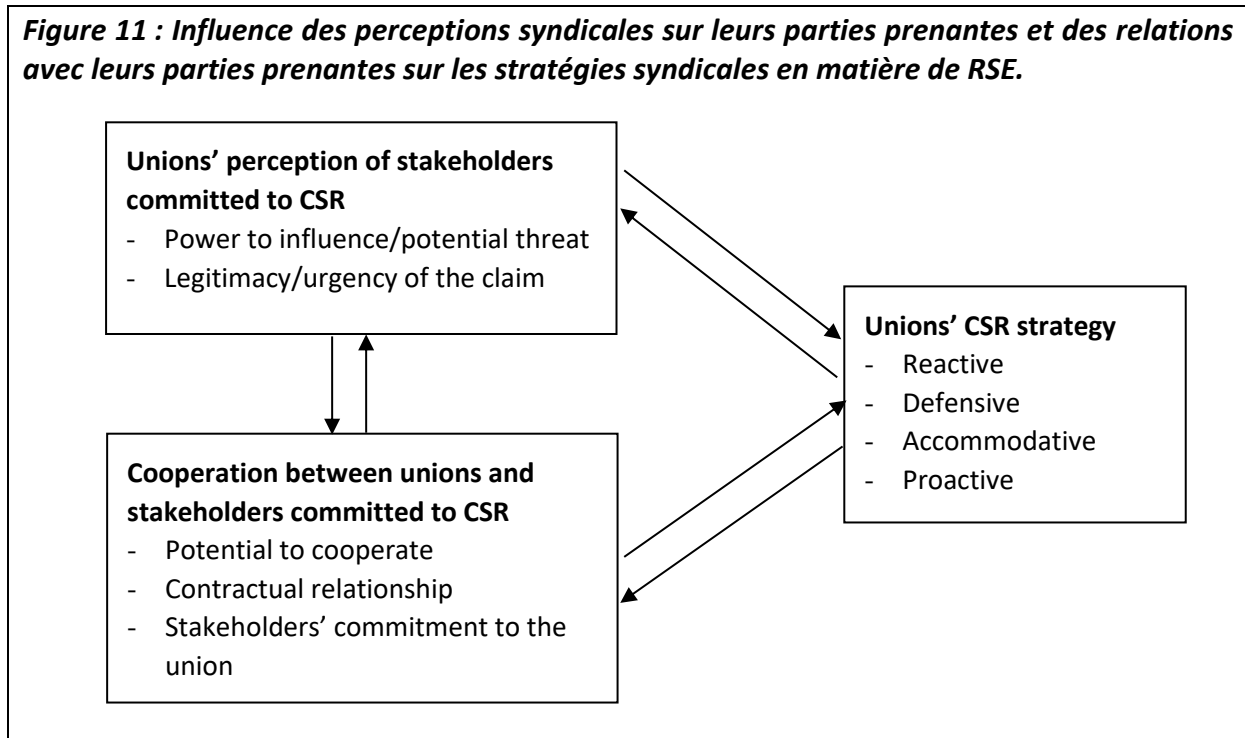 Figure 11 : Influence des perceptions syndicales sur leurs parties prenantes et des relations
avec leurs parties prenantes sur les stratégies syndicales en matière de RSE.
Unions’ perception of stakeholders
committed to CSR
- Power to influence/potential threat
- Legitimacy/urgency of the claim
Cooperation between unions and
stakeholders committed to CSR
- Potential to cooperate
- Contractual relationship
- Stakeholders’ commitment to the
union
Unions’ CSR strategy
- Reactive
- Defensive
- Accommodative
- Proactive